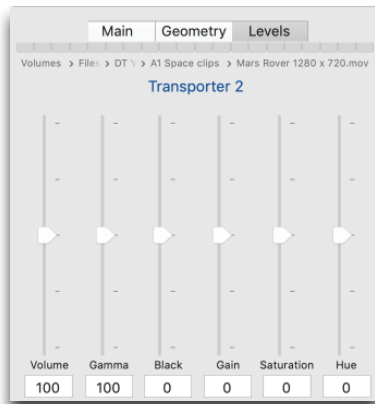 Main Geometry Levels
Volumes > Files > DT V > A1 Space clips > Mars Rover 1280 x 720.mov
Transporter 2
Volume Gamma Black Gain Saturation Hue
100 100 0 0 0 0